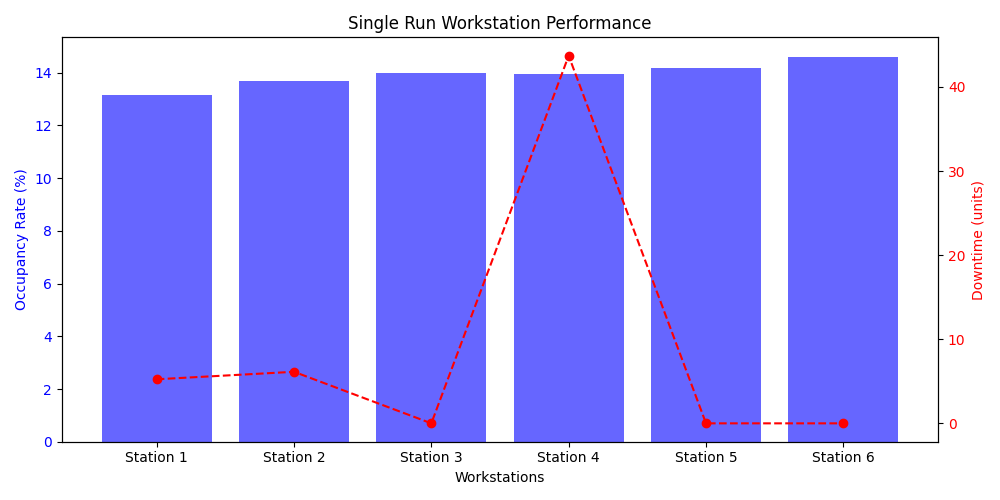 Single Run Workstation Performance
Occupancy Rate (%)
14
12
10
8
6
4
2
0
40
30
20
10
0
Downtime (units)
Station 1 Station 2 Station 3 Station 4 Station 5 Station 6
Workstations